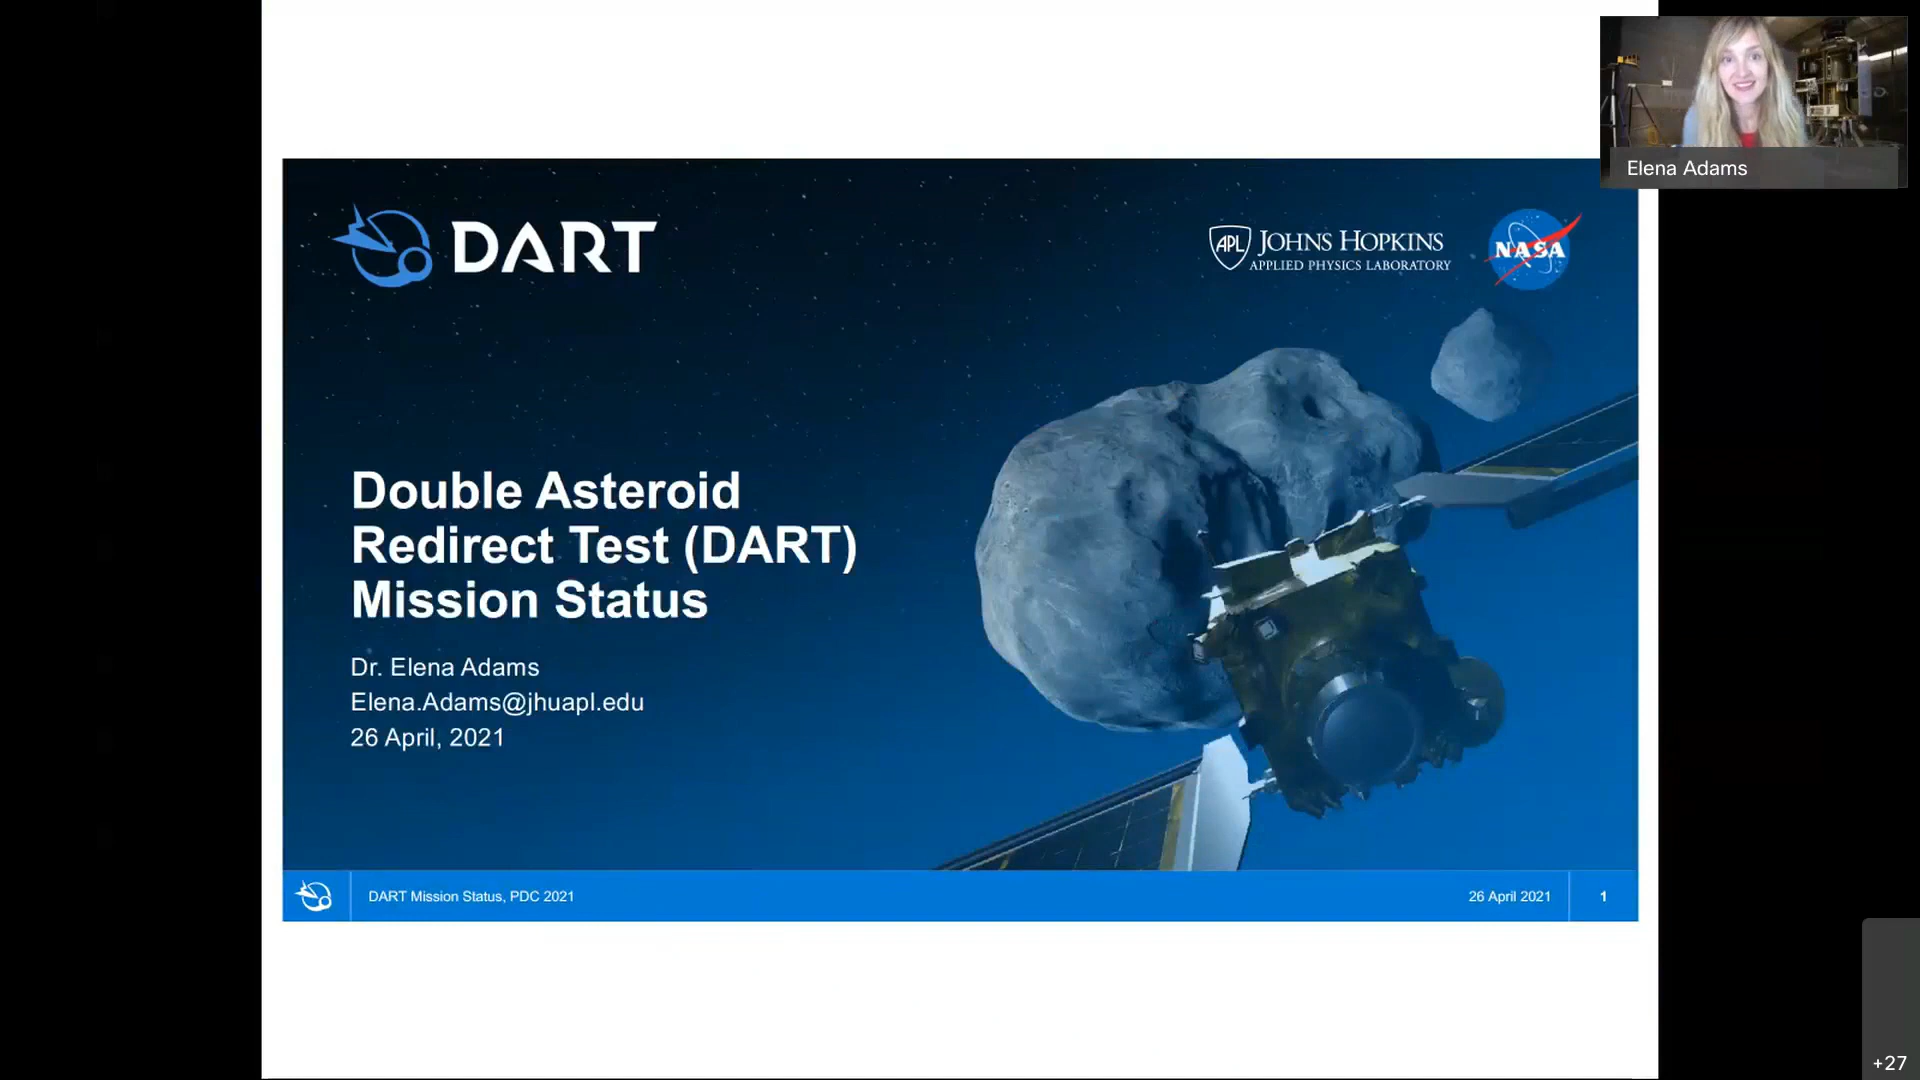 Elena Adams
DART
APL JOHNS HOPKINS
APPLIED PHYSICS LABORATORY
NASA
Double Asteroid
Redirect Test (DART)
Mission Status
Dr. Elena Adams
Elena.Adams@jhuapl.edu
26 April, 2021
DART Mission Status, PDC 2021
26 April 2021
1
+27